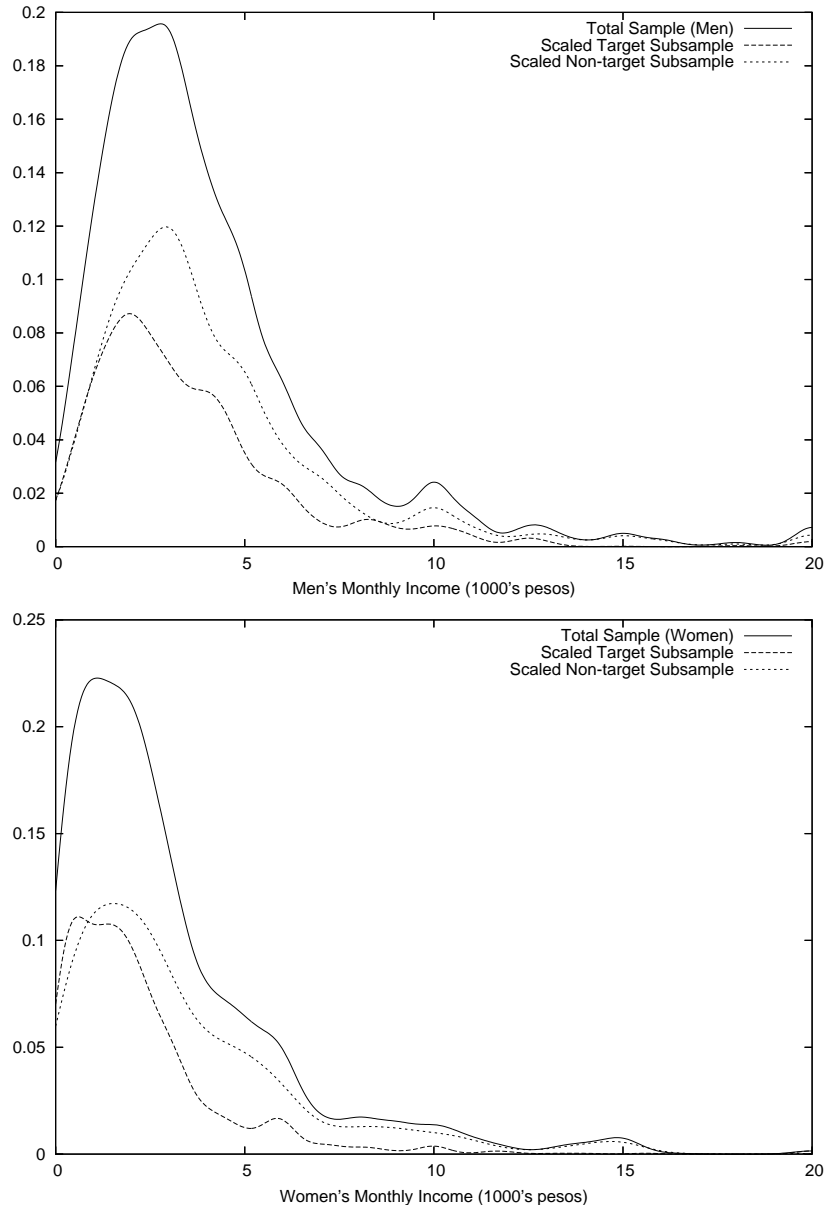 0.2
0.18
0.16
0.14
0.12
0.1
0.08
0.06
0.04
0.02
0
Total Sample (Men)
Scaled Target Subsample
Scaled Non-target Subsample
0 5 10 15 20
Men's Monthly Income (1000's pesos)
0.25
0.2
0.15
0.1
0.05
0
Total Sample (Women)
Scaled Target Subsample
Scaled Non-target Subsample
0 5 10 15 20
Women's Monthly Income (1000's pesos)